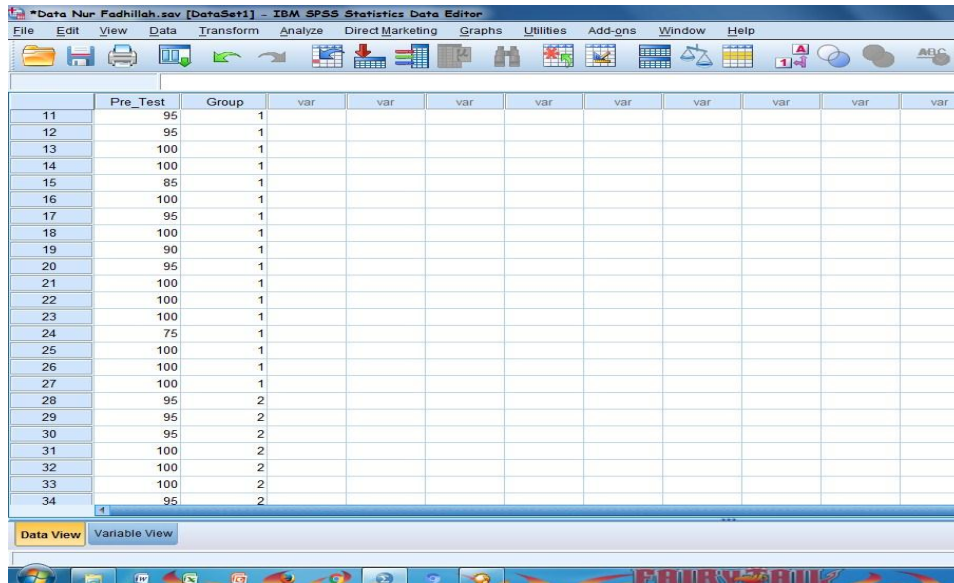 *Data Nur Fadhillah.sav [DataSet1] - IBM SPSS Statistics Data Editor
File Edit View Data Transform Analyze Direct Marketing Graphs Utilities Add-ons Window Help
Pre_Test Group var var var var var var var var var
11 95 1
12 95 1
13 100 1
14 100 1
15 85 1
16 100 1
17 95 1
18 100 1
19 90 1
20 95 1
21 100 1
22 100 1
23 100 1
24 75 1
25 100 1
26 100 1
27 100 1
28 95 2
29 95 2
30 95 2
31 100 2
32 100 2
33 100 2
34 95 2
Data View Variable View
FAIRY TAIL